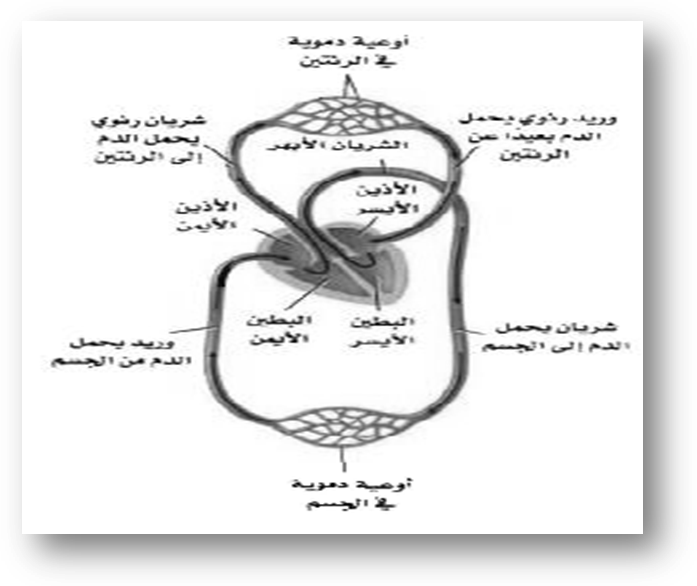 أوعية دموية
في الرئتين
شريان رئوي
يحمل الدم
إلى الرئتين
وريد رئوي يحمل
الدم بعيدًا عن
الرئتين
الشريان الأبهر
الأذين
الأيسر
الأذين
الأيمن
البطين
الأيمن
البطين
الأيسر
وريد يحمل
الدم من الجسم
شريان يحمل
الدم إلى الجسم
أوعية دموية
في الجسم